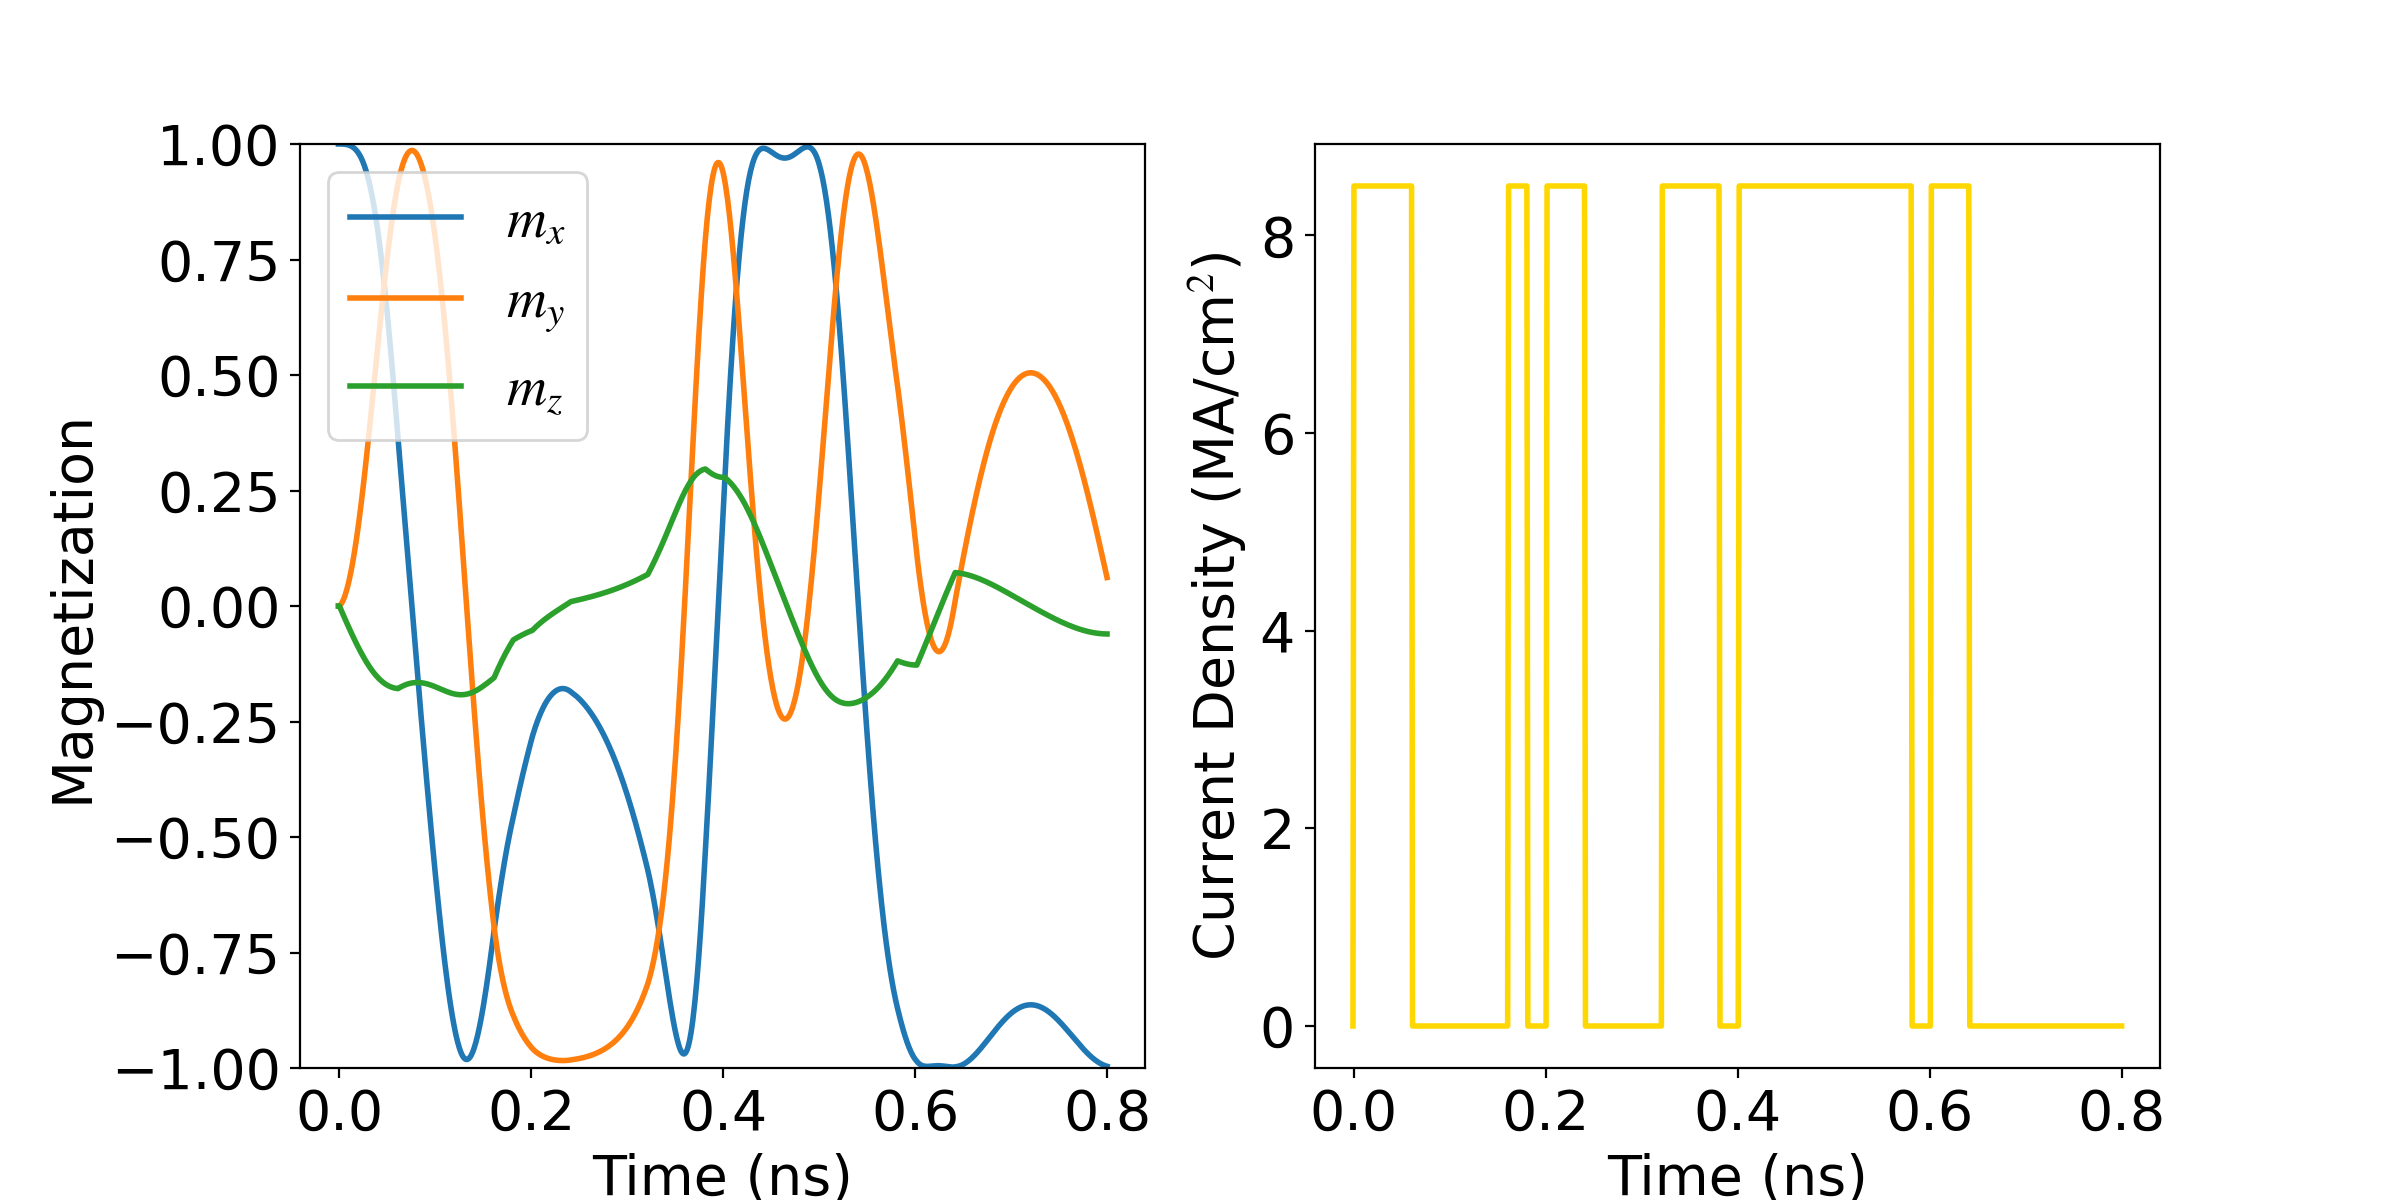 Magnetization
1.00
0.75
0.50
0.25
0.00
−0.25
−0.50
−0.75
−1.00
m_x
m_y
m_z
0.0 0.2 0.4 0.6 0.8
Time (ns)
Current Density (MA/cm²)
8
6
4
2
0
0.0 0.2 0.4 0.6 0.8
Time (ns)